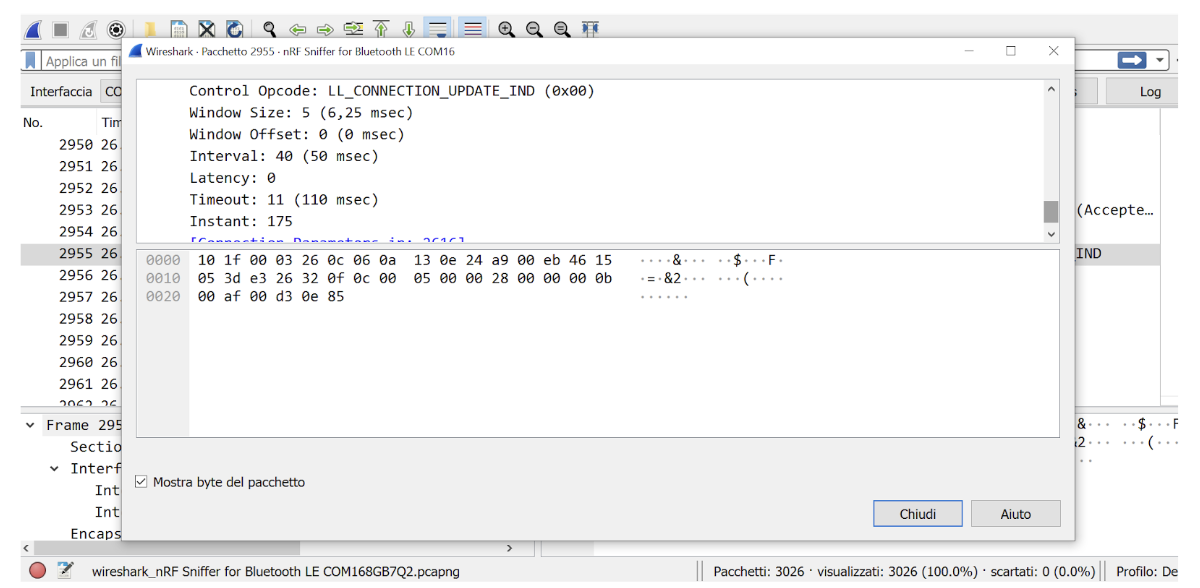 Wireshark · Pacchetto 2955 · nRF Sniffer for Bluetooth LE COM16
Applica un fil
Interfaccia CO
Log
Control Opcode: LL_CONNECTION_UPDATE_IND (0x00)
Window Size: 5 (6,25 msec)
Window Offset: 0 (0 msec)
Interval: 40 (50 msec)
Latency: 0
Timeout: 11 (110 msec)
Instant: 175
[Connection Parameters in: 2616]
No. Tim
2950 26
2951 26
2952 26
2953 26 (Accepte…
2954 26
2955 26 IND
2956 26
2957 26
2958 26
2959 26
2960 26
2961 26
2962 26
0000 10 1f 00 03 26 0c 06 0a 13 0e 24 a9 00 eb 46 15 ····&··· ··$···F·
0010 05 3d e3 26 32 0f 0c 00 05 00 00 28 00 00 00 0b ·=·&2··· ···(····
0020 00 af 00 d3 0e 85 ······
Frame 295
Sectio
Interf
Int
Int
Encaps
&··· ··$···F
2··· ···(···
Mostra byte del pacchetto
Chiudi
Aiuto
wireshark_nRF Sniffer for Bluetooth LE COM168GB7Q2.pcapng
Pacchetti: 3026 · visualizzati: 3026 (100.0%) · scartati: 0 (0.0%)
Profilo: De